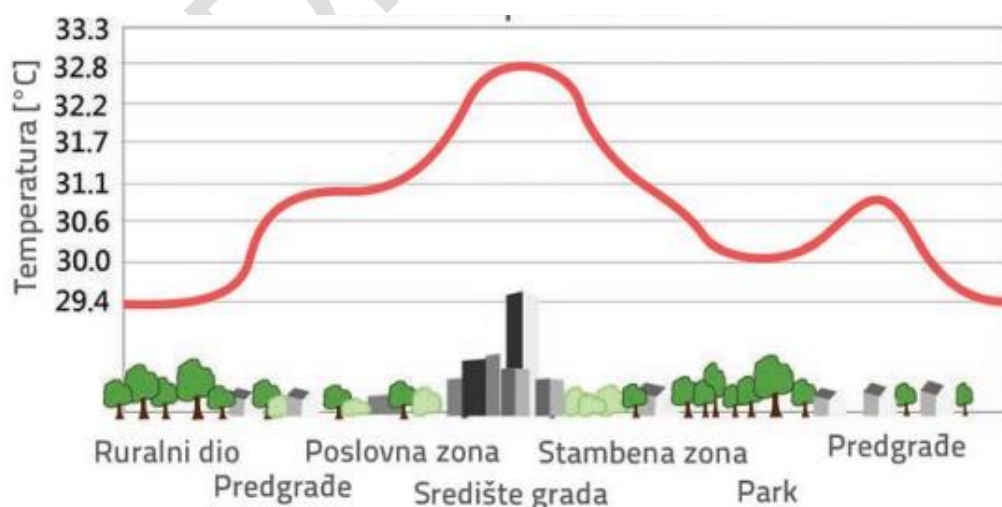 33.3
32.8
32.2
31.7
31.1
30.6
30.0
29.4
Temperatura [°C]
Ruralni dio
Predgrađe
Poslovna zona
Središte grada
Stambena zona
Park
Predgrađe